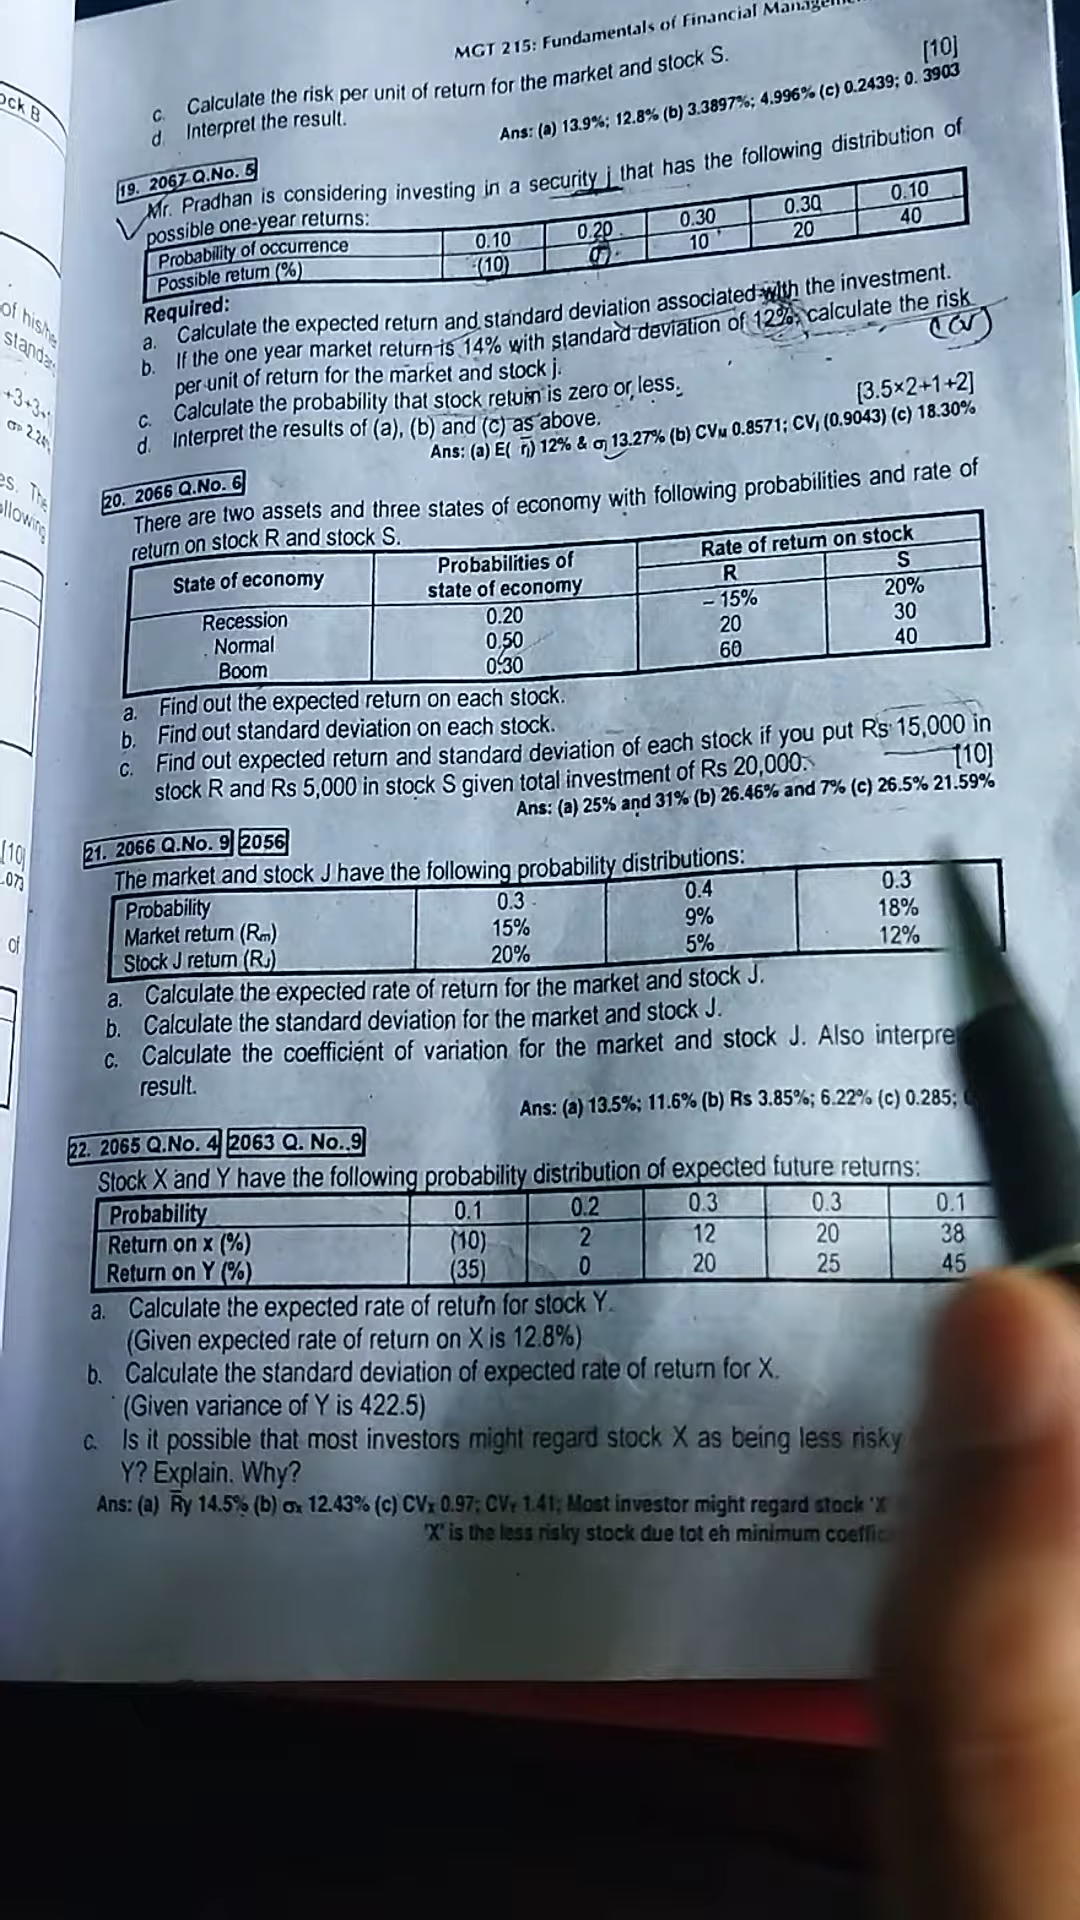 MGT 215: Fundamentals of Financial
c. Calculate the risk per unit of return for the market and stock S.
d. Interpret the result. [10]
Ans: (a) 13.9%; 12.8% (b) 3.3897%; 4.996% (c) 0.2439; 0. 3903
19. 2067 Q.No. 5
Mr. Pradhan is considering investing in a security j that has the following distribution of
possible one-year returns:
Probability of occurrence 0.10 0.20 0.30 0.30 0.10
Possible return (%) (10) 0 10 20 40
Required:
a. Calculate the expected return and standard deviation associated with the investment.
b. If the one year market return is 14% with standard deviation of 12%, calculate the risk
per unit of return for the market and stock j.
c. Calculate the probability that stock return is zero or less.
d. Interpret the results of (a), (b) and (c) as above. [3.5×2+1+2]
Ans: (a) E( r̄j) 12% & σj 13.27% (b) CVM 0.8571; CVj (0.9043) (c) 18.30%
20. 2066 Q.No. 6
There are two assets and three states of economy with following probabilities and rate of
return on stock R and stock S.
State of economy Probabilities of state of economy Rate of return on stock
R S
Recession 0.20 – 15% 20%
Normal 0.50 20 30
Boom 0.30 60 40
a. Find out the expected return on each stock.
b. Find out standard deviation on each stock.
c. Find out expected return and standard deviation of each stock if you put Rs 15,000 in
stock R and Rs 5,000 in stock S given total investment of Rs 20,000. [10]
Ans: (a) 25% and 31% (b) 26.46% and 7% (c) 26.5% 21.59%
21. 2066 Q.No. 9 2056
The market and stock J have the following probability distributions:
Probability 0.3 0.4 0.3
Market return (Rm) 15% 9% 18%
Stock J return (RJ) 20% 5% 12%
a. Calculate the expected rate of return for the market and stock J.
b. Calculate the standard deviation for the market and stock J.
c. Calculate the coefficient of variation for the market and stock J. Also interpre
result.
Ans: (a) 13.5%; 11.6% (b) Rs 3.85%; 6.22% (c) 0.285;
22. 2065 Q.No. 4 2063 Q. No..9
Stock X and Y have the following probability distribution of expected future returns:
Probability 0.1 0.2 0.3 0.3 0.1
Return on x (%) (10) 2 12 20 38
Return on Y (%) (35) 0 20 25 45
a. Calculate the expected rate of return for stock Y.
(Given expected rate of return on X is 12.8%)
b. Calculate the standard deviation of expected rate of return for X.
(Given variance of Y is 422.5)
c. Is it possible that most investors might regard stock X as being less risky
Y? Explain. Why?
Ans: (a) R̄y 14.5% (b) σx 12.43% (c) CVx 0.97; CVY 1.41; Most investor might regard stock 'X'
'X' is the less risky stock due tot eh minimum